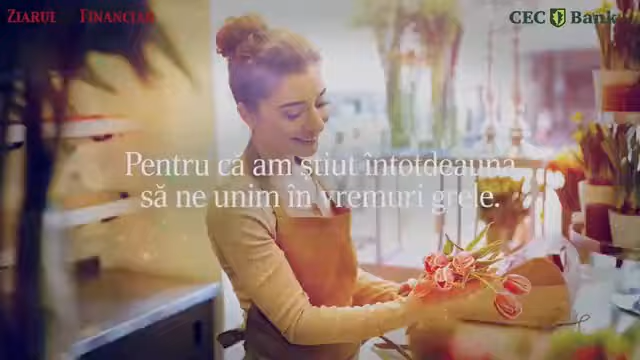 ZIARUL FINANCIAR
CEC Bank
Pentru că am știut întotdeauna
să ne unim în vremuri grele.